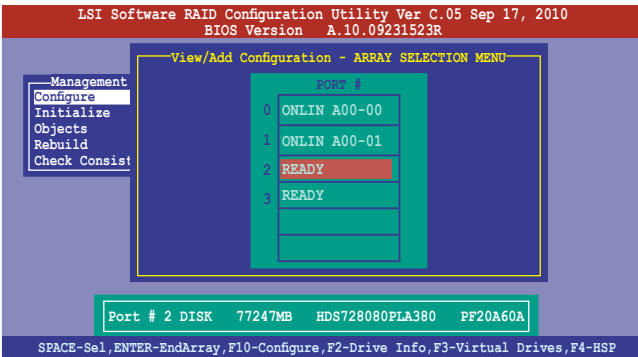 LSI Software RAID Configuration Utility Ver C.05 Sep 17, 2010
BIOS Version A.10.09231523R
View/Add Configuration - ARRAY SELECTION MENU
Management
Configure
Initialize
Objects
Rebuild
Check Consist
PORT #
0 ONLIN A00-00
1 ONLIN A00-01
2 READY
3 READY
Port # 2 DISK 77247MB HDS728080PLA380 PF20A60A
SPACE-Sel,ENTER-EndArray,F10-Configure,F2-Drive Info,F3-Virtual Drives,F4-HSP